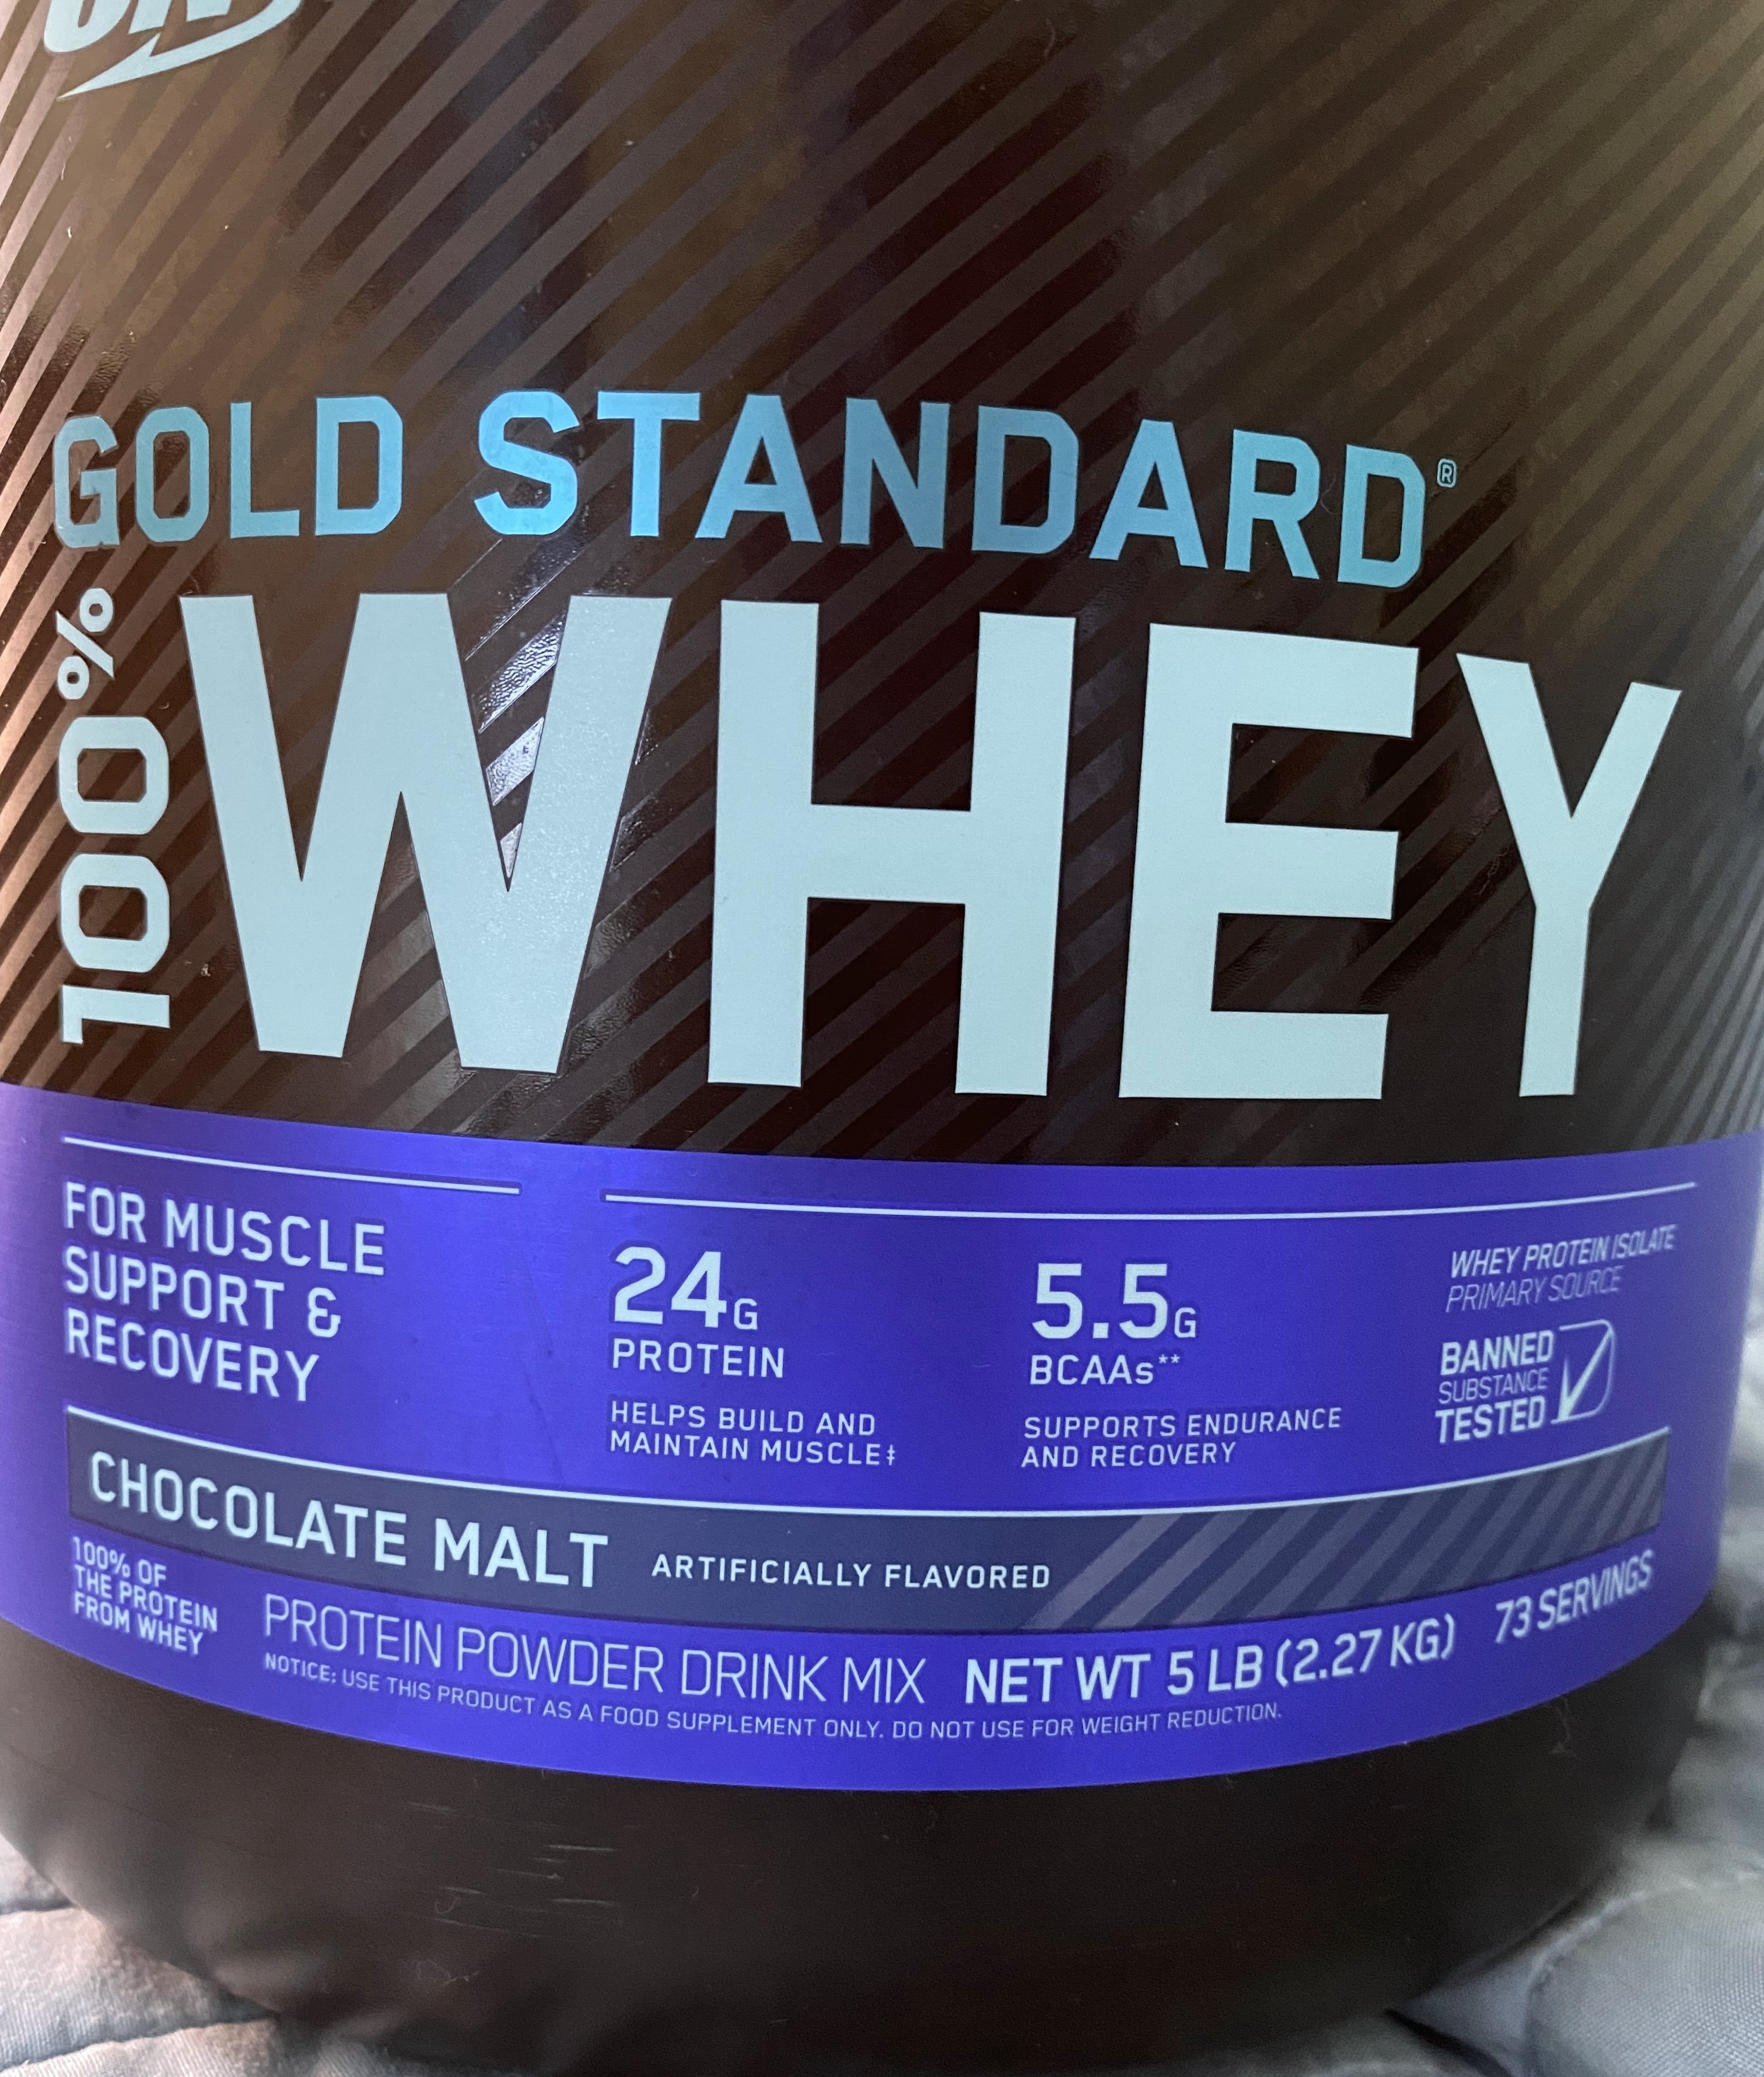 ON
GOLD STANDARD®
100% WHEY
FOR MUSCLE
SUPPORT &
RECOVERY
24G
PROTEIN
HELPS BUILD AND
MAINTAIN MUSCLE‡
5.5G
BCAAs**
SUPPORTS ENDURANCE
AND RECOVERY
WHEY PROTEIN ISOLATE
PRIMARY SOURCE
BANNED
SUBSTANCE
TESTED
CHOCOLATE MALT ARTIFICIALLY FLAVORED
100% OF
THE PROTEIN
FROM WHEY
PROTEIN POWDER DRINK MIX NET WT 5 LB (2.27 KG) 73 SERVINGS
NOTICE: USE THIS PRODUCT AS A FOOD SUPPLEMENT ONLY. DO NOT USE FOR WEIGHT REDUCTION.